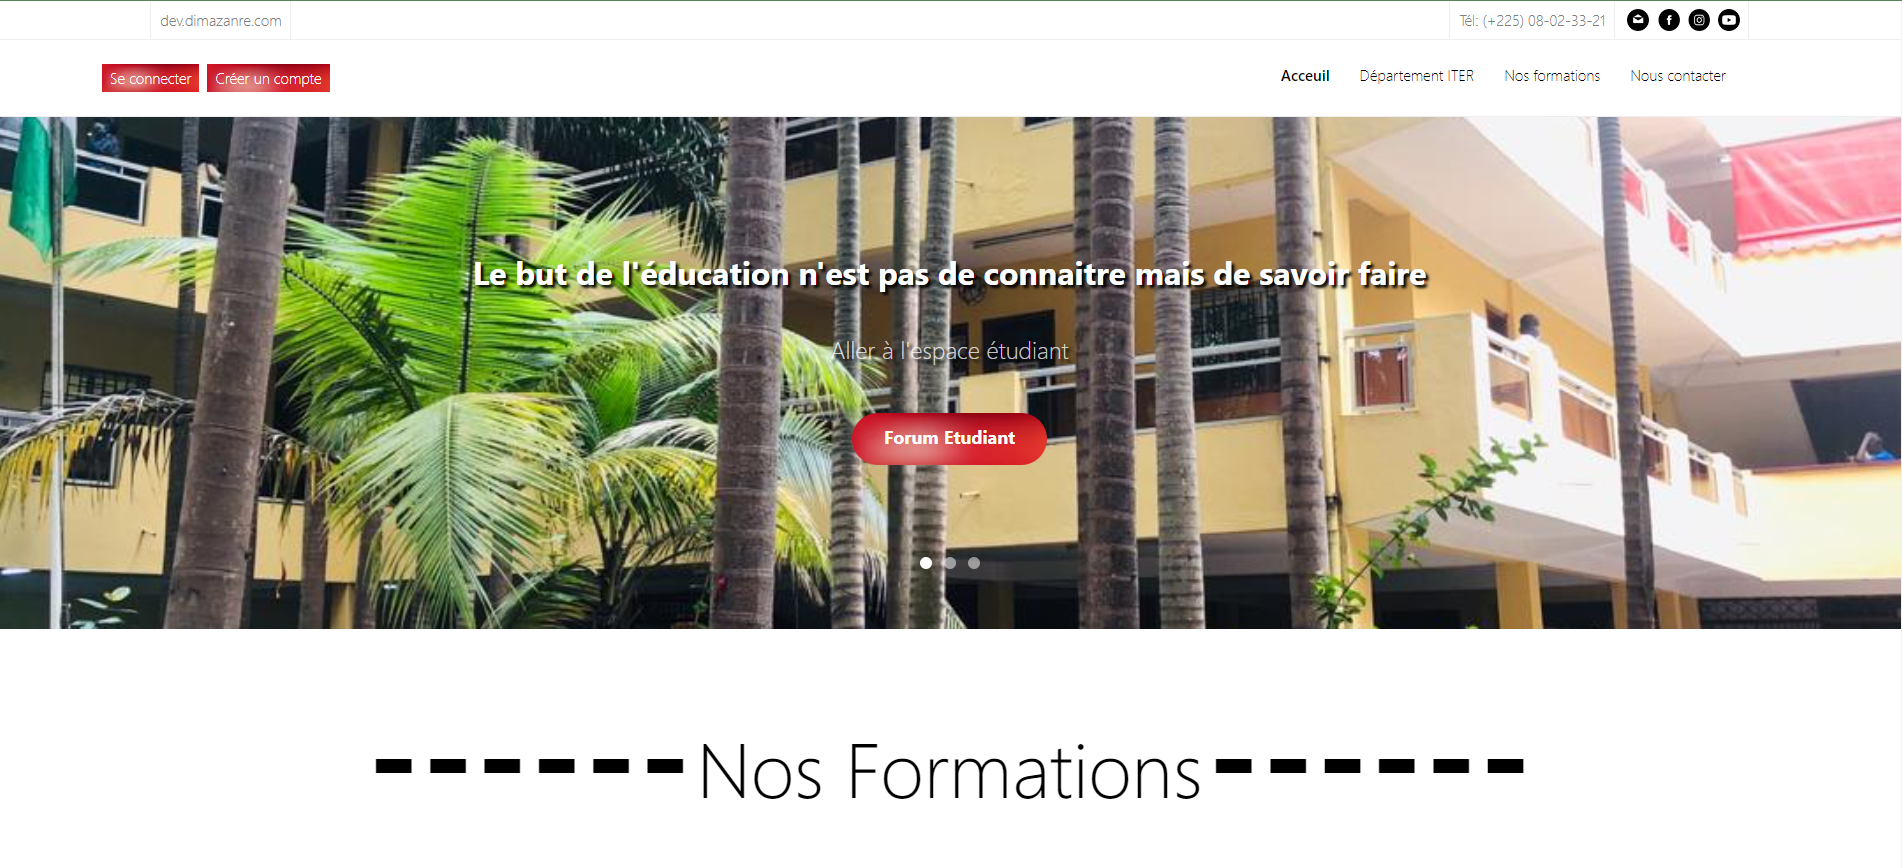 dev.dimazanre.com
Tél: (+225) 08-02-33-21
Se connecter Créer un compte
Acceuil Département ITER Nos formations Nous contacter
Le but de l'éducation n'est pas de connaitre mais de savoir faire
Aller à l'espace étudiant
Forum Etudiant
Nos Formations